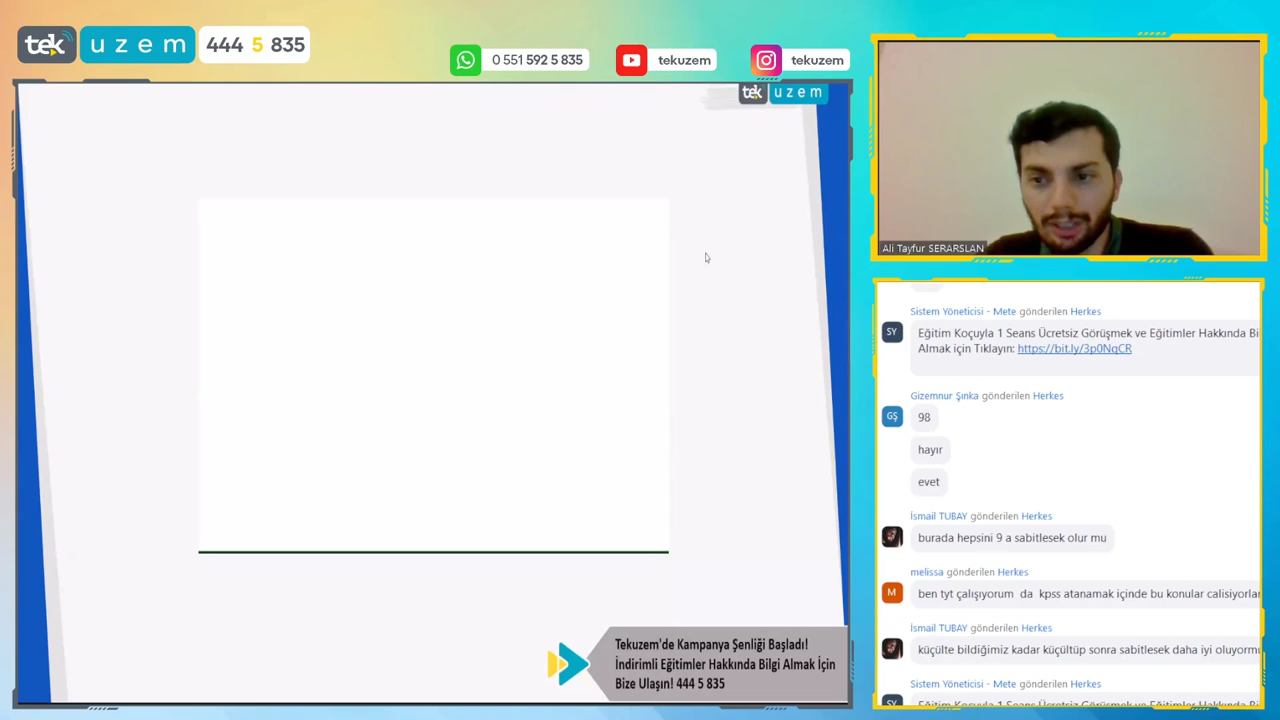 tek uzem 444 5 835
0 551 592 5 835
tekuzem
tekuzem
tek uzem
Ali Tayfur SERARSLAN
Sistem Yöneticisi - Mete gönderilen Herkes
SY
Eğitim Koçuyla 1 Seans Ücretsiz Görüşmek ve Eğitimler Hakkında Bi
Almak için Tıklayın: https://bit.ly/3p0NqCR
Gizemnur Şınka gönderilen Herkes
GŞ
98
hayır
evet
İsmail TUBAY gönderilen Herkes
burada hepsini 9 a sabitlesek olur mu
melissa gönderilen Herkes
M
ben tyt çalışıyorum da kpss atanamak içinde bu konular calisiyorlar
İsmail TUBAY gönderilen Herkes
küçülte bildiğimiz kadar küçültüp sonra sabitlesek daha iyi oluyormu
Sistem Yöneticisi - Mete gönderilen Herkes
Tekuzem'de Kampanya Şenliği Başladı!
İndirimli Eğitimler Hakkında Bilgi Almak İçin
Bize Ulaşın! 444 5 835